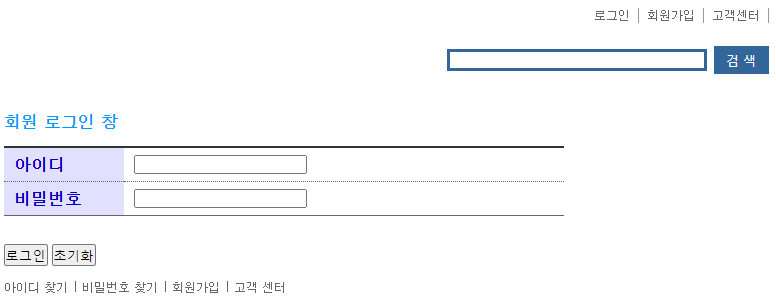 로그인 | 회원가입 | 고객센터 |
검 색
회원 로그인 창
아이디
비밀번호
로그인 초기화
아이디 찾기 | 비밀번호 찾기 | 회원가입 | 고객 센터